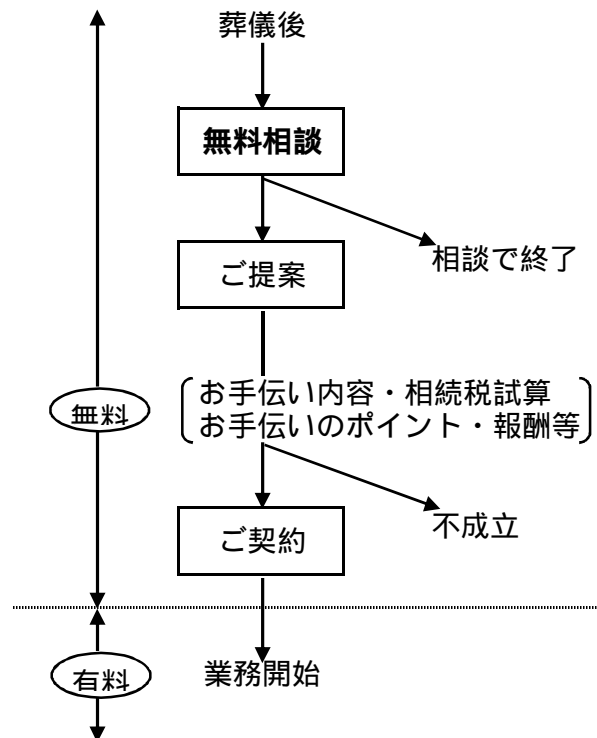 葬儀後
無料相談
相談で終了
ご提案
お手伝い内容・相続税試算
お手伝いのポイント・報酬等
無料
不成立
ご契約
業務開始
有料